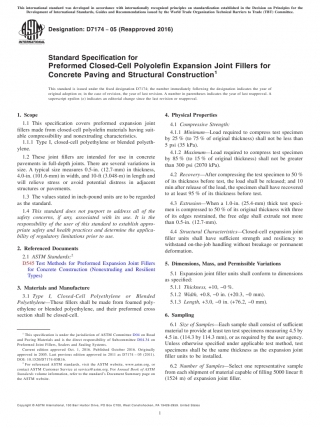 This international standard was developed in accordance with internationally recognized principles on standardization established in the Decision on Principles for the
Development of International Standards, Guides and Recommendations issued by the World Trade Organization Technical Barriers to Trade (TBT) Committee.
Designation: D7174 − 05 (Reapproved 2016)
Standard Specification for
Preformed Closed-Cell Polyolefin Expansion Joint Fillers for
Concrete Paving and Structural Construction1
This standard is issued under the fixed designation D7174; the number immediately following the designation indicates the year of
original adoption or, in the case of revision, the year of last revision. A number in parentheses indicates the year of last reapproval. A
superscript epsilon (ε) indicates an editorial change since the last revision or reapproval.
1. Scope
1.1 This specification covers preformed expansion joint
fillers made from closed-cell polyolefin materials having suit-
able compressibility and nonextruding characteristics.
1.1.1 Type I, closed-cell polyethylene or blended polyeth-
ylene.
1.2 These joint fillers are intended for use in concrete
pavements in full-depth joints. There are several variations in
size. A typical size measures 0.5-in. (12.7-mm) in thickness,
4.0-in. (101.6-mm) in width, and 10-ft (3.048-m) in length and
will relieve stress or avoid potential distress in adjacent
structures or pavements.
1.3 The values stated in inch-pound units are to be regarded
as the standard.
1.4 This standard does not purport to address all of the
safety concerns, if any, associated with its use. It is the
responsibility of the user of this standard to establish appro-
priate safety and health practices and determine the applica-
bility of regulatory limitations prior to use.
2. Referenced Documents
2.1 ASTM Standards:2
D545 Test Methods for Preformed Expansion Joint Fillers
for Concrete Construction (Nonextruding and Resilient
Types)
3. Materials and Manufacture
3.1 Type I, Closed-Cell Polyethylene or Blended
Polyethylene—These fillers shall be made from foamed poly-
ethylene or blended polyethylene, and their preformed cross
section shall be closed-cell.
1 This specification is under the jurisdiction of ASTM Committee D04 on Road
and Paving Materials and is the direct responsibility of Subcommittee D04.34 on
Preformed Joint Fillers, Sealers and Sealing Systems.
Current edition approved Dec. 1, 2016. Published October 2016. Originally
approved in 2005. Last previous edition approved in 2011 as D7174 – 05 (2011).
DOI: 10.1520/D7174-05R16.
2 For referenced ASTM standards, visit the ASTM website, www.astm.org, or
contact ASTM Customer Service at service@astm.org. For Annual Book of ASTM
Standards volume information, refer to the standard's Document Summary page on
the ASTM website.
4. Physical Properties
4.1 Compressive Strength:
4.1.1 Minimum—Load required to compress test specimen
by 25 % (to 75 % of original thickness) shall not be less than
5 psi (35 kPa).
4.1.2 Maximum—Load required to compress test specimen
by 85 % (to 15 % of original thickness) shall not be greater
than 300 psi (2070 kPa).
4.2 Recovery—After compressing the test specimen to 50 %
of its thickness before test, the load shall be released, and 10
min after release of the load, the specimen shall have recovered
to at least 95 % of its thickness before test.
4.3 Extrusion—When a 1.0-in. (25.4-mm) thick test speci-
men is compressed to 50 % of its original thickness with three
of its edges restrained, the free edge shall extrude not more
than 0.5-in. (12.7-mm).
4.4 Structural Characteristics—Closed-cell expansion joint
filler units shall have sufficient strength and resiliency to
withstand on-the-job handling without breakage or permanent
deformation.
5. Dimensions, Mass, and Permissible Variations
5.1 Expansion joint filler units shall conform to dimensions
as specified:
5.1.1 Thickness, +10, −0 %.
5.1.2 Width, +0.8, −0 in. (+20.3, −0 mm).
5.1.3 Length, +3.0, −0 in. (+76.2, −0 mm).
6. Sampling
6.1 Size of Samples—Each sample shall consist of sufficient
material to provide at least ten test specimens measuring 4.5 by
4.5 in. (114.3 by 114.3 mm), or as required by the user agency.
Unless otherwise specified under applicable test method, test
specimens shall be the same thickness as the expansion joint
filler units to be installed.
6.2 Number of Samples—Select one representative sample
from each shipment of material capable of filling 5000 linear ft
(1524 m) of expansion joint filler.
Copyright © ASTM International, 100 Barr Harbor Drive, PO Box C700, West Conshohocken, PA 19428-2959. United States
1